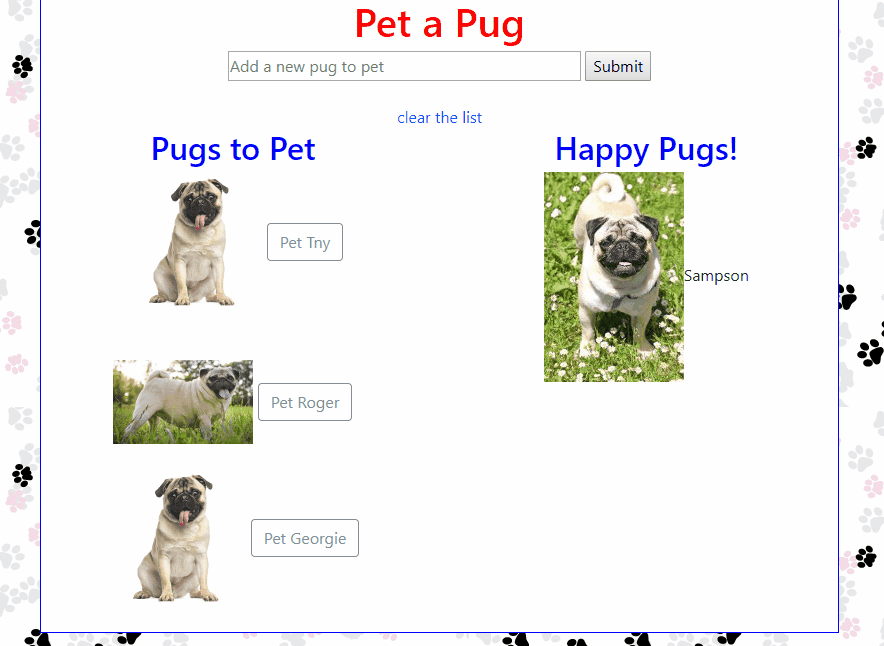 Pet a Pug
Add a new pug to pet
Submit
clear the list
Pugs to Pet
Happy Pugs!
Pet Tny
Sampson
Pet Roger
Pet Georgie